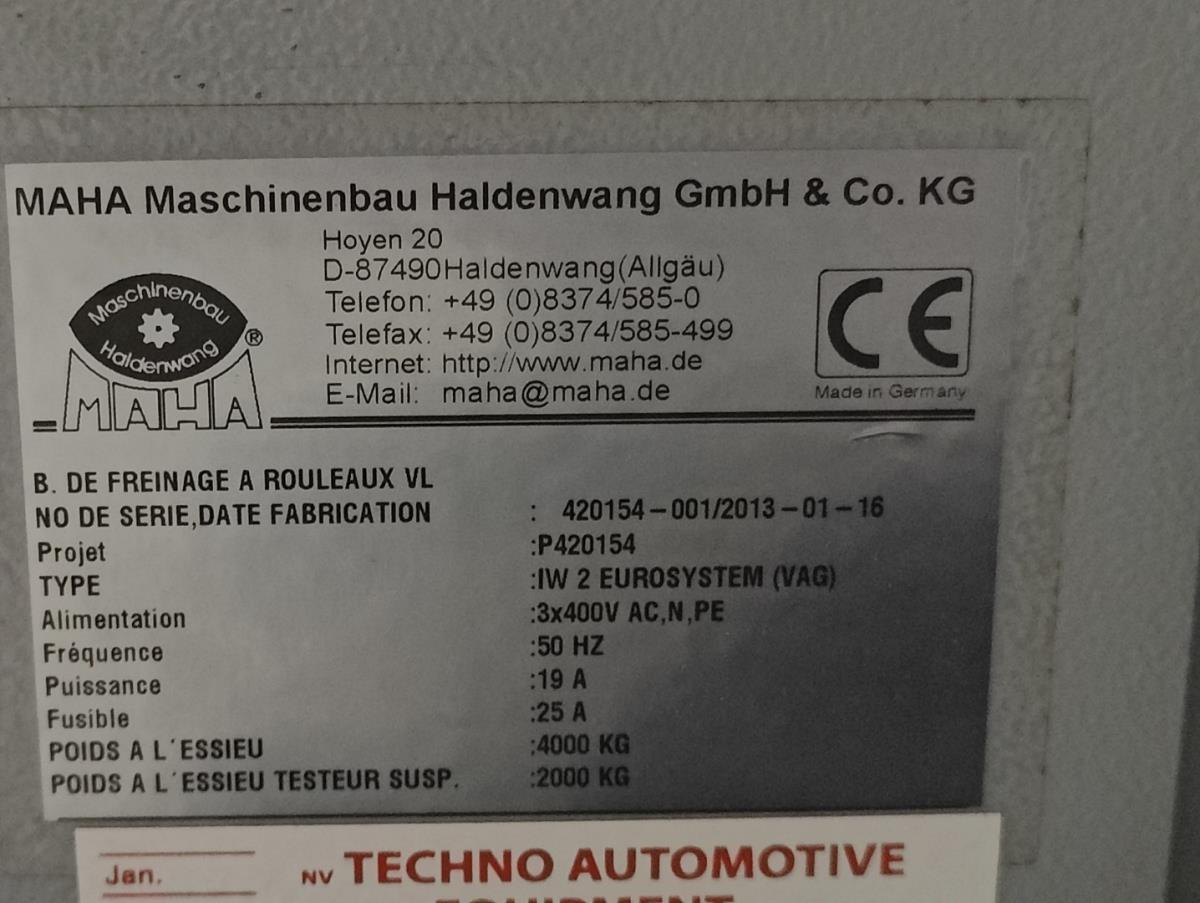 MAHA Maschinenbau Haldenwang GmbH & Co. KG
Hoyen 20
D-87490Haldenwang(Allgäu)
Telefon: +49 (0)8374/585-0
Telefax: +49 (0)8374/585-499
Internet: http://www.maha.de
E-Mail: maha@maha.de
Maschinenbau
Haldenwang
®
MAHA
CE
Made in Germany
B. DE FREINAGE A ROULEAUX VL
NO DE SERIE,DATE FABRICATION : 420154-001/2013-01-16
Projet :P420154
TYPE :IW 2 EUROSYSTEM (VAG)
Alimentation :3x400V AC,N,PE
Fréquence :50 HZ
Puissance :19 A
Fusible :25 A
POIDS A L´ESSIEU :4000 KG
POIDS A L´ESSIEU TESTEUR SUSP. :2000 KG
Jan. NV TECHNO AUTOMOTIVE
EQUIPMENT